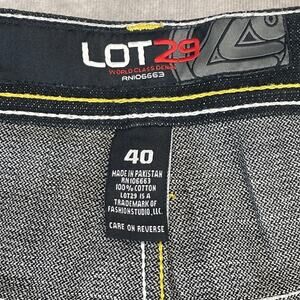 LOT29
WORLD CLASS DENIM
RN106663
40
MADE IN PAKISTAN
RN106663
100% COTTON
LOT29 IS A
TRADEMARK OF
FASHIONSTUDIO, LLC.
CARE ON REVERSE